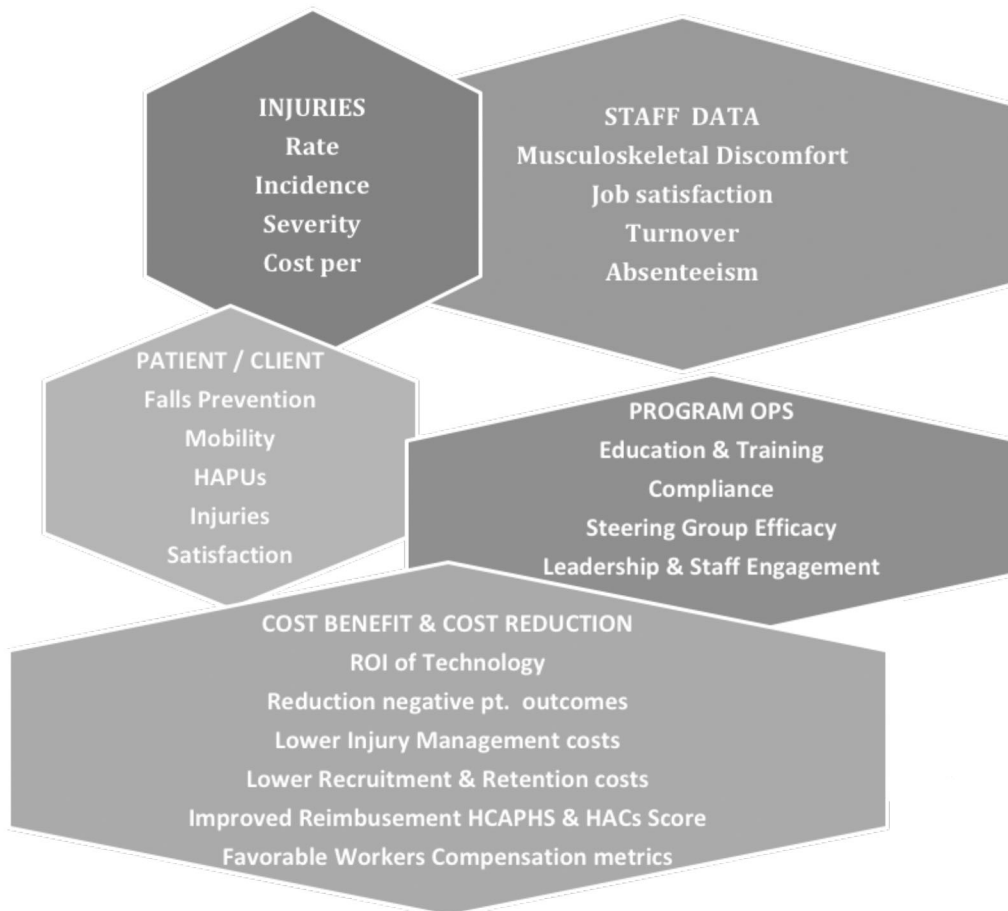 INJURIES
Rate
Incidence
Severity
Cost per
STAFF DATA
Musculoskeletal Discomfort
Job satisfaction
Turnover
Absenteeism
PATIENT / CLIENT
Falls Prevention
Mobility
HAPUs
Injuries
Satisfaction
PROGRAM OPS
Education & Training
Compliance
Steering Group Efficacy
Leadership & Staff Engagement
COST BENEFIT & COST REDUCTION
ROI of Technology
Reduction negative pt. outcomes
Lower Injury Management costs
Lower Recruitment & Retention costs
Improved Reimbusement HCAPHS & HACs Score
Favorable Workers Compensation metrics